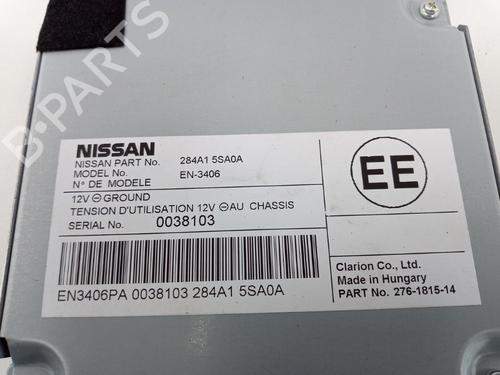 NISSAN
NISSAN PART No. 284A1 5SA0A
MODEL No. EN-3406
N° DE MODELE
12V ⊖ GROUND
TENSION D'UTILISATION 12V ⊖ AU CHASSIS
SERIAL No. 0038103
EN3406PA 0038103 284A1 5SA0A
EE
Clarion Co., Ltd.
Made in Hungary
PART No. 276-1815-14
B-PARTS